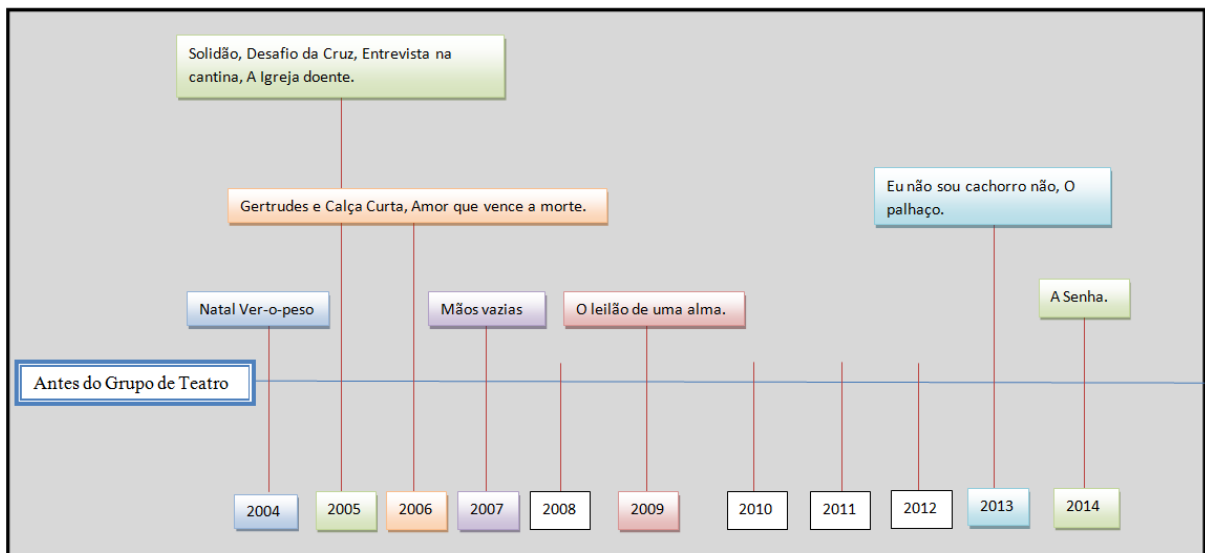 Solidão, Desafio da Cruz, Entrevista na
cantina, A Igreja doente.
Gertrudes e Calça Curta, Amor que vence a morte.
Eu não sou cachorro não, O
palhaço.
Natal Ver-o-peso
Mãos vazias
O leilão de uma alma.
A Senha.
Antes do Grupo de Teatro
2004
2005
2006
2007
2008
2009
2010
2011
2012
2013
2014